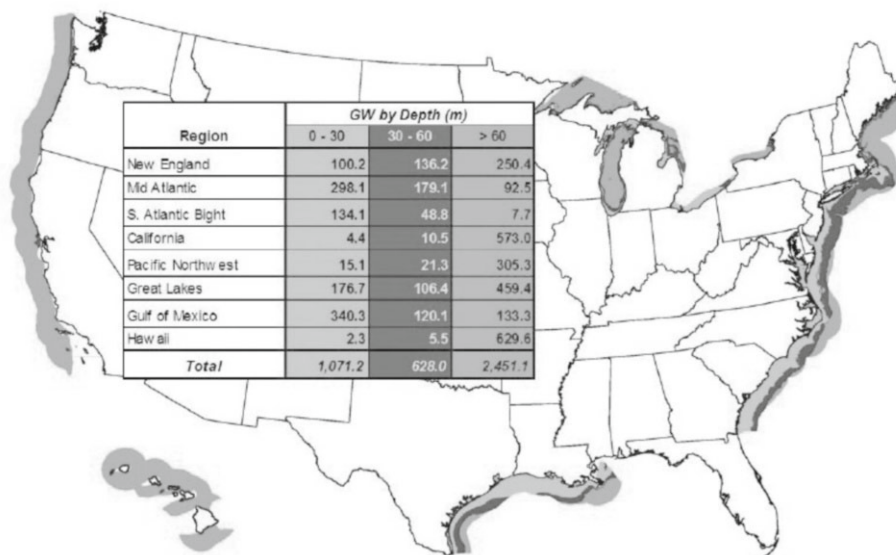 GW by Depth (m)
Region 0 - 30 30 - 60 > 60
New England 100.2 136.2 250.4
Mid Atlantic 298.1 179.1 92.5
S. Atlantic Bight 134.1 48.8 7.7
California 4.4 10.5 573.0
Pacific Northwest 15.1 21.3 305.3
Great Lakes 176.7 106.4 459.4
Gulf of Mexico 340.3 120.1 133.3
Hawaii 2.3 5.5 629.6
Total 1,071.2 628.0 2,451.1